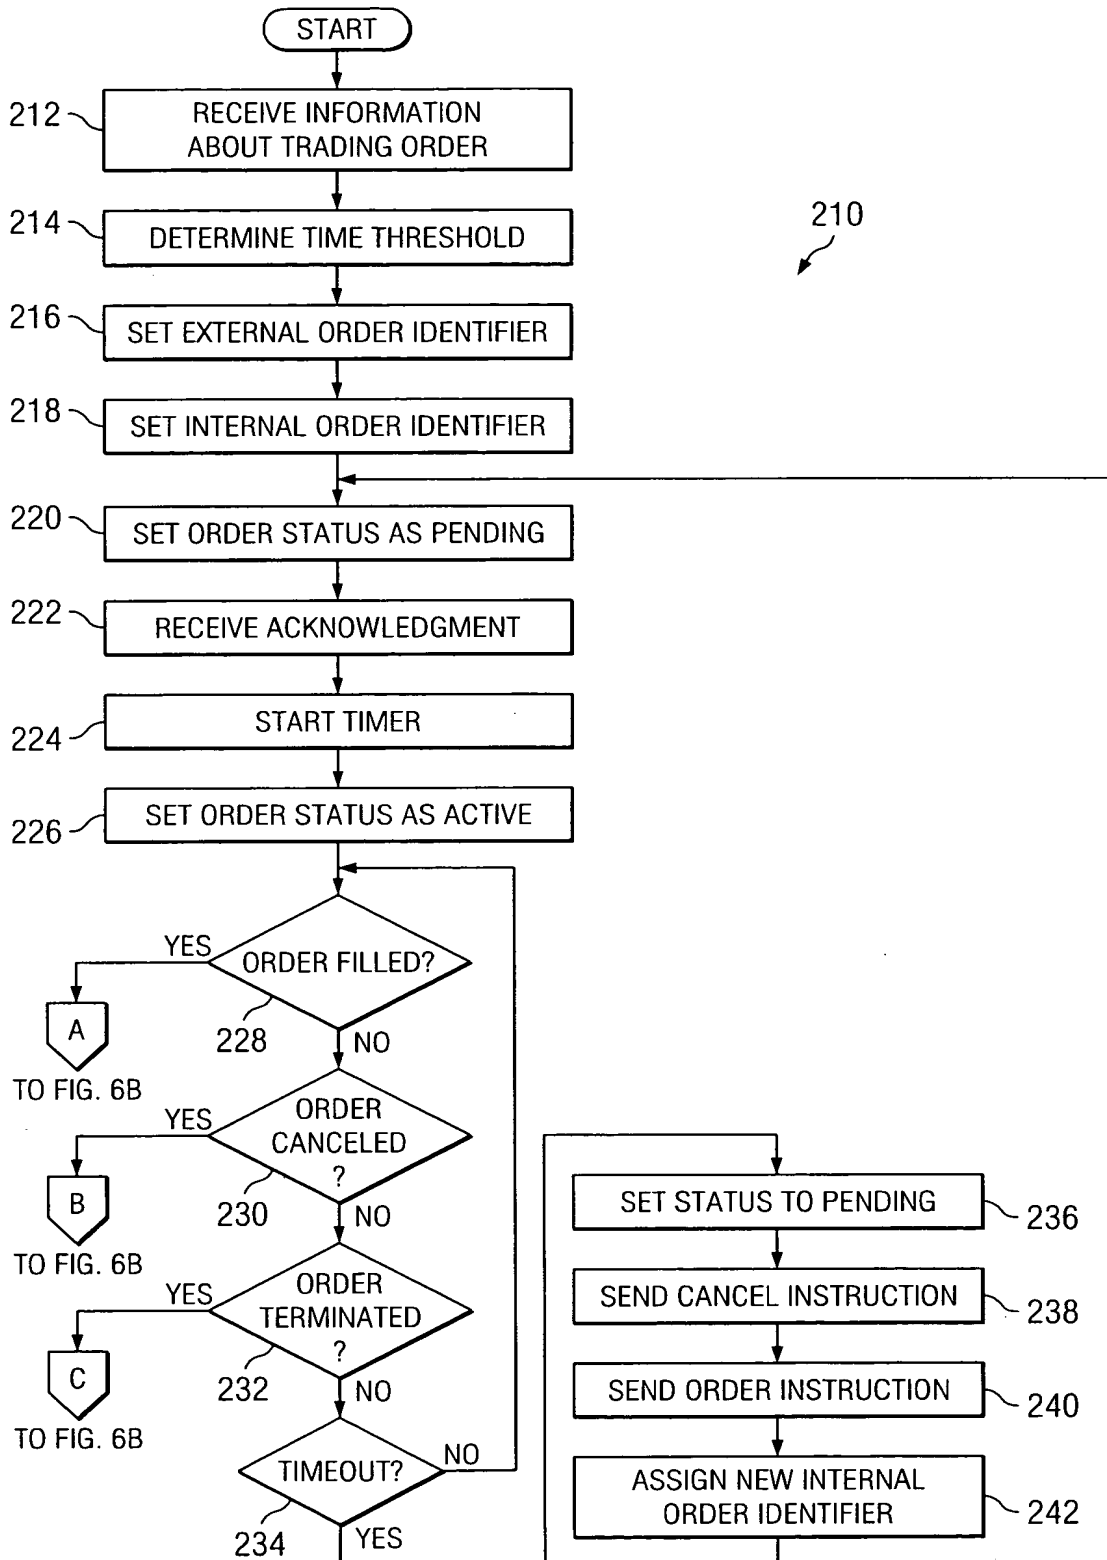 START
212
RECEIVE INFORMATION
ABOUT TRADING ORDER
214
DETERMINE TIME THRESHOLD
210
216
SET EXTERNAL ORDER IDENTIFIER
218
SET INTERNAL ORDER IDENTIFIER
220
SET ORDER STATUS AS PENDING
222
RECEIVE ACKNOWLEDGMENT
224
START TIMER
226
SET ORDER STATUS AS ACTIVE
YES
ORDER FILLED?
228
NO
A
TO FIG. 6B
YES
ORDER
CANCELED
?
230
NO
B
TO FIG. 6B
YES
ORDER
TERMINATED
?
232
NO
C
TO FIG. 6B
TIMEOUT?
NO
234
YES
SET STATUS TO PENDING
236
SEND CANCEL INSTRUCTION
238
SEND ORDER INSTRUCTION
240
ASSIGN NEW INTERNAL
ORDER IDENTIFIER
242